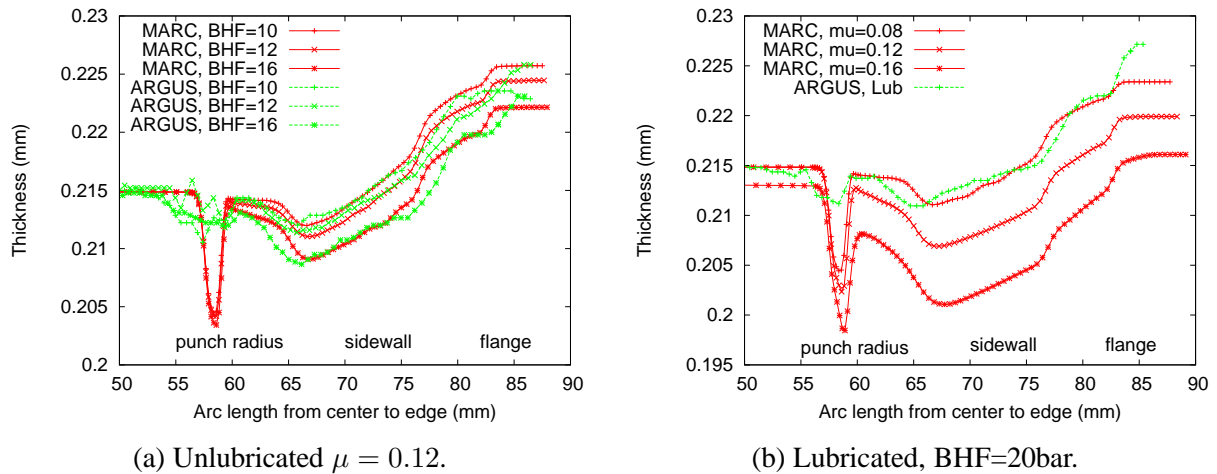 0.23
0.225
0.22
0.215
0.21
0.205
0.2
Thickness (mm)
MARC, BHF=10
MARC, BHF=12
MARC, BHF=16
ARGUS, BHF=10
ARGUS, BHF=12
ARGUS, BHF=16
punch radius sidewall flange
50 55 60 65 70 75 80 85 90
Arc length from center to edge (mm)
(a) Unlubricated μ = 0.12.
0.23
0.225
0.22
0.215
0.21
0.205
0.2
0.195
Thickness (mm)
MARC, mu=0.08
MARC, mu=0.12
MARC, mu=0.16
ARGUS, Lub
punch radius sidewall flange
50 55 60 65 70 75 80 85 90
Arc length from center to edge (mm)
(b) Lubricated, BHF=20bar.